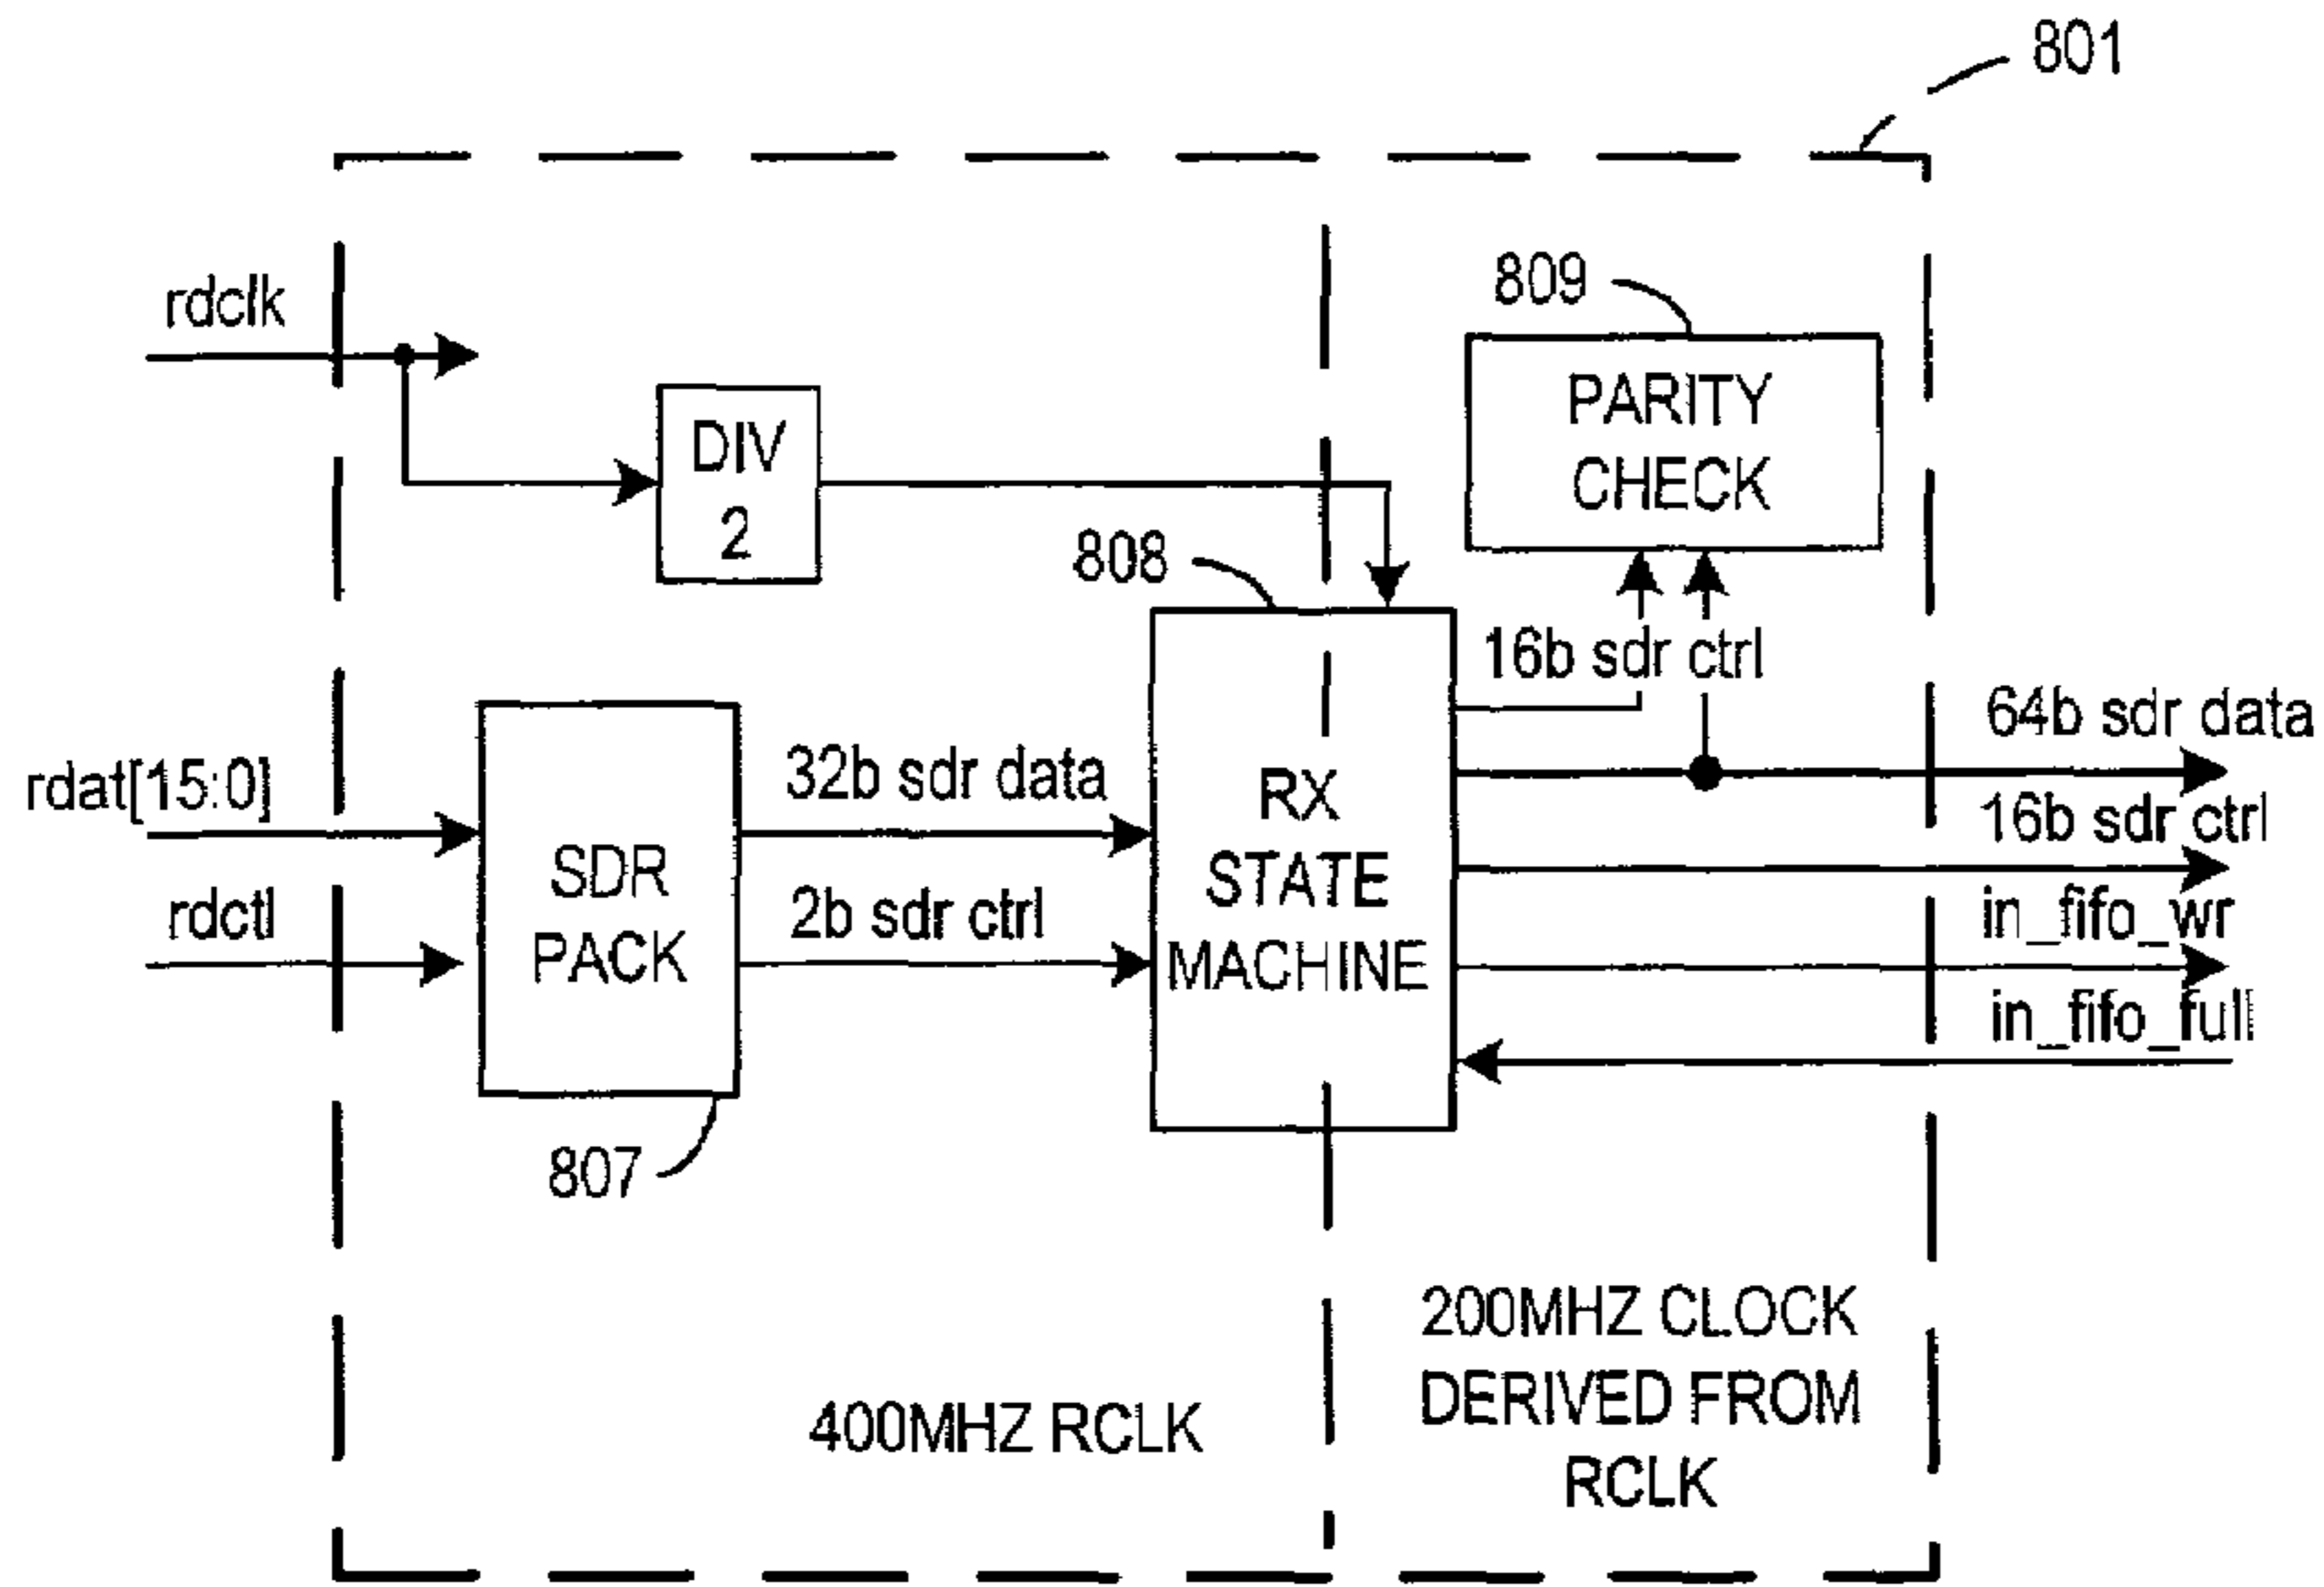 801
rdclk
809
PARITY
CHECK
DIV
2
808
16b sdr ctrl
64b sdr data
rdat[15:0]
32b sdr data
RX
STATE
MACHINE
16b sdr ctrl
SDR
PACK
rdctl
2b sdr ctrl
in_fifo_wr
in_fifo_full
807
200MHZ CLOCK
DERIVED FROM
RCLK
400MHZ RCLK